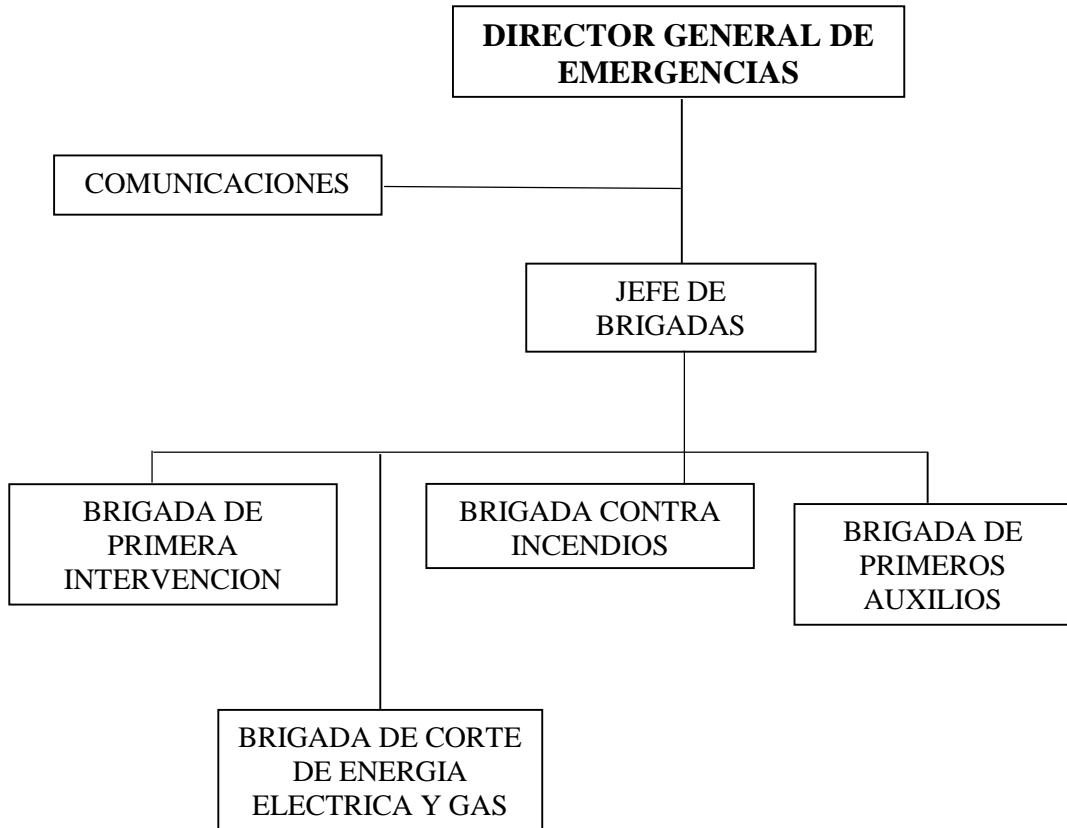 DIRECTOR GENERAL DE
EMERGENCIAS
COMUNICACIONES
JEFE DE
BRIGADAS
BRIGADA DE
PRIMERA
INTERVENCION
BRIGADA CONTRA
INCENDIOS
BRIGADA DE
PRIMEROS
AUXILIOS
BRIGADA DE CORTE
DE ENERGIA
ELECTRICA Y GAS